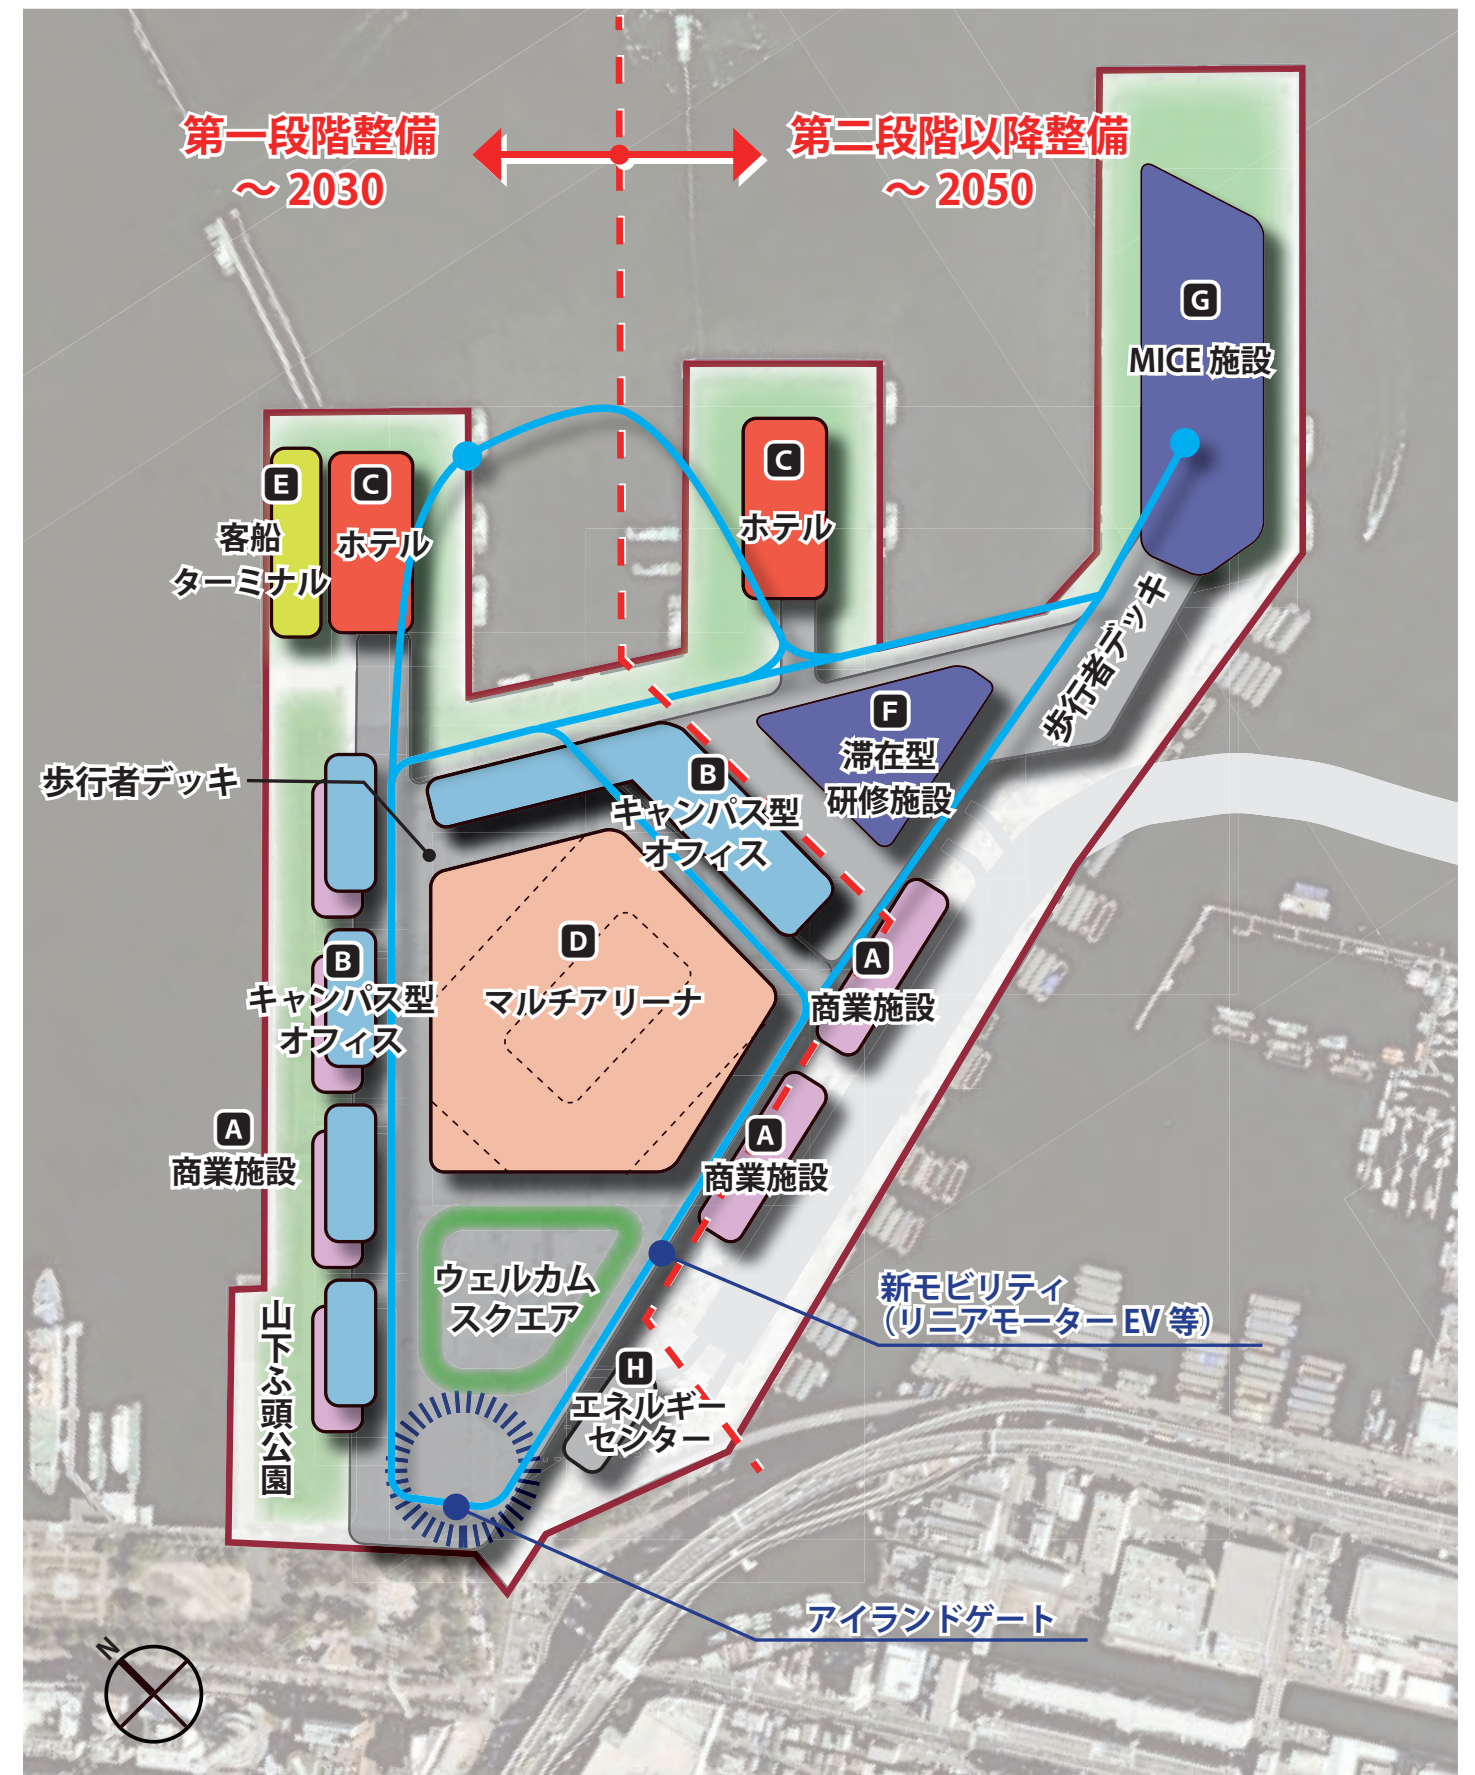 第一段階整備
～ 2030
第二段階以降整備
～ 2050
G
MICE 施設
E
客船
ターミナル
C
ホテル
C
ホテル
歩行者デッキ
F
滞在型
研修施設
歩行者デッキ
B
キャンパス型
オフィス
D
マルチアリーナ
B
キャンパス型
オフィス
A
商業施設
A
商業施設
A
商業施設
ウェルカム
スクエア
新モビリティ
（リニアモーター EV 等）
山下ふ頭公園
H
エネルギー
センター
アイランドゲート
N